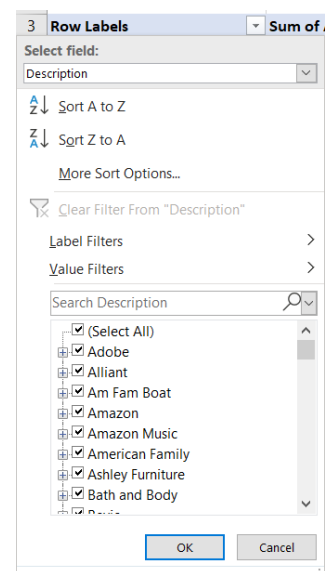 3 Row Labels Sum of
Select field:
Description
Sort A to Z
Sort Z to A
More Sort Options...
Clear Filter From "Description"
Label Filters
Value Filters
Search Description
(Select All)
Adobe
Alliant
Am Fam Boat
Amazon
Amazon Music
American Family
Ashley Furniture
Bath and Body
OK Cancel